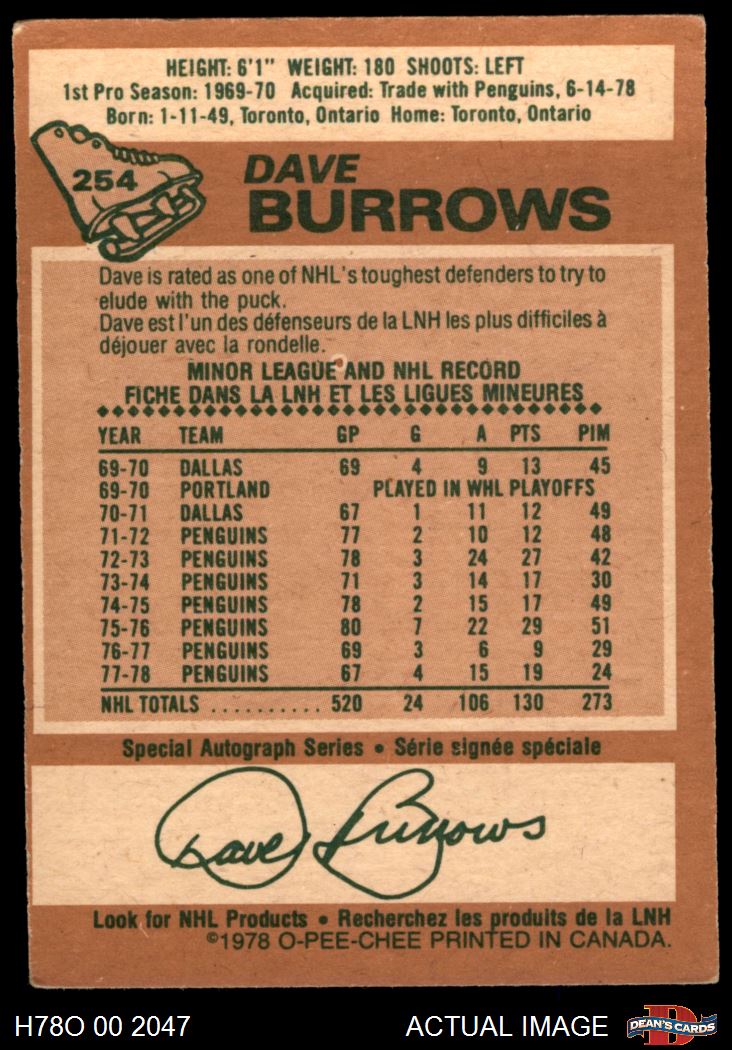 HEIGHT: 6'1" WEIGHT: 180 SHOOTS: LEFT
1st Pro Season: 1969-70 Acquired: Trade with Penguins, 6-14-78
Born: 1-11-49, Toronto, Ontario Home: Toronto, Ontario
254
DAVE
BURROWS
Dave is rated as one of NHL's toughest defenders to try to
elude with the puck.
Dave est l'un des défenseurs de la LNH les plus difficiles à
déjouer avec la rondelle.
MINOR LEAGUE AND NHL RECORD
FICHE DANS LA LNH ET LES LIGUES MINEURES
YEAR TEAM GP G A PTS PIM
69-70 DALLAS 69 4 9 13 45
69-70 PORTLAND PLAYED IN WHL PLAYOFFS
70-71 DALLAS 67 1 11 12 49
71-72 PENGUINS 77 2 10 12 48
72-73 PENGUINS 78 3 24 27 42
73-74 PENGUINS 71 3 14 17 30
74-75 PENGUINS 78 2 15 17 49
75-76 PENGUINS 80 7 22 29 51
76-77 PENGUINS 69 3 6 9 29
77-78 PENGUINS 67 4 15 19 24
NHL TOTALS .......... 520 24 106 130 273
Special Autograph Series • Série signée spéciale
Dave Burrows
Look for NHL Products • Recherchez les produits de la LNH
©1978 O-PEE-CHEE PRINTED IN CANADA.
H78O 00 2047 ACTUAL IMAGE DEAN'S CARDS